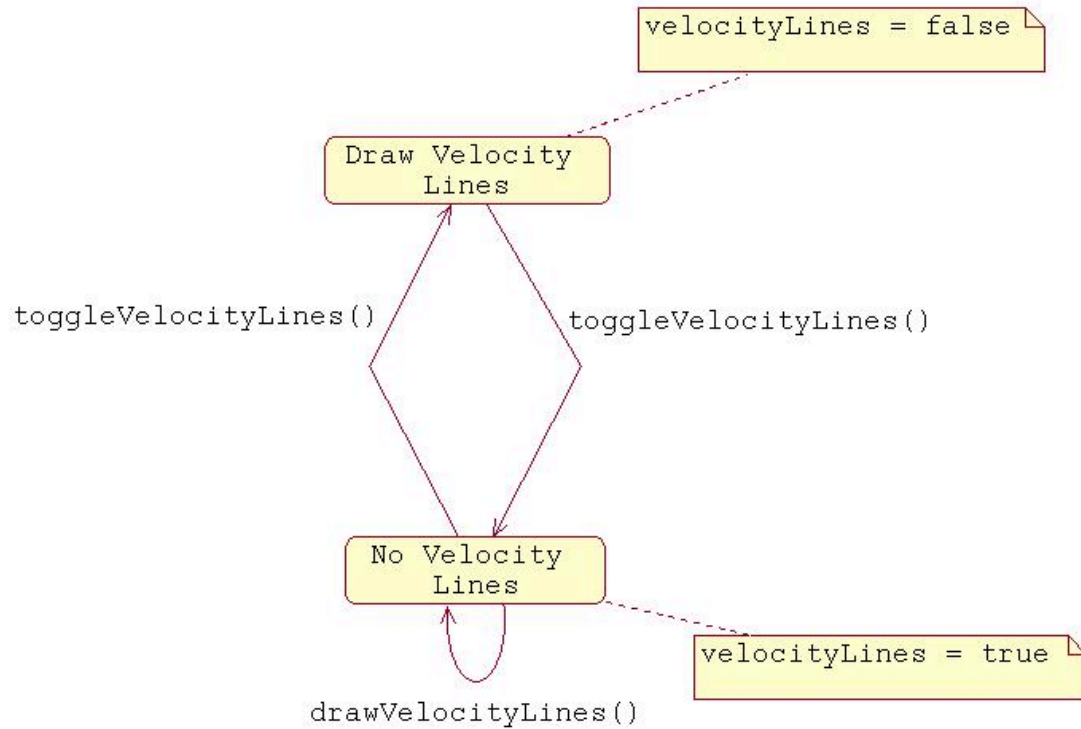 velocityLines = false
Draw Velocity
Lines
toggleVelocityLines()
toggleVelocityLines()
No Velocity
Lines
velocityLines = true
drawVelocityLines()